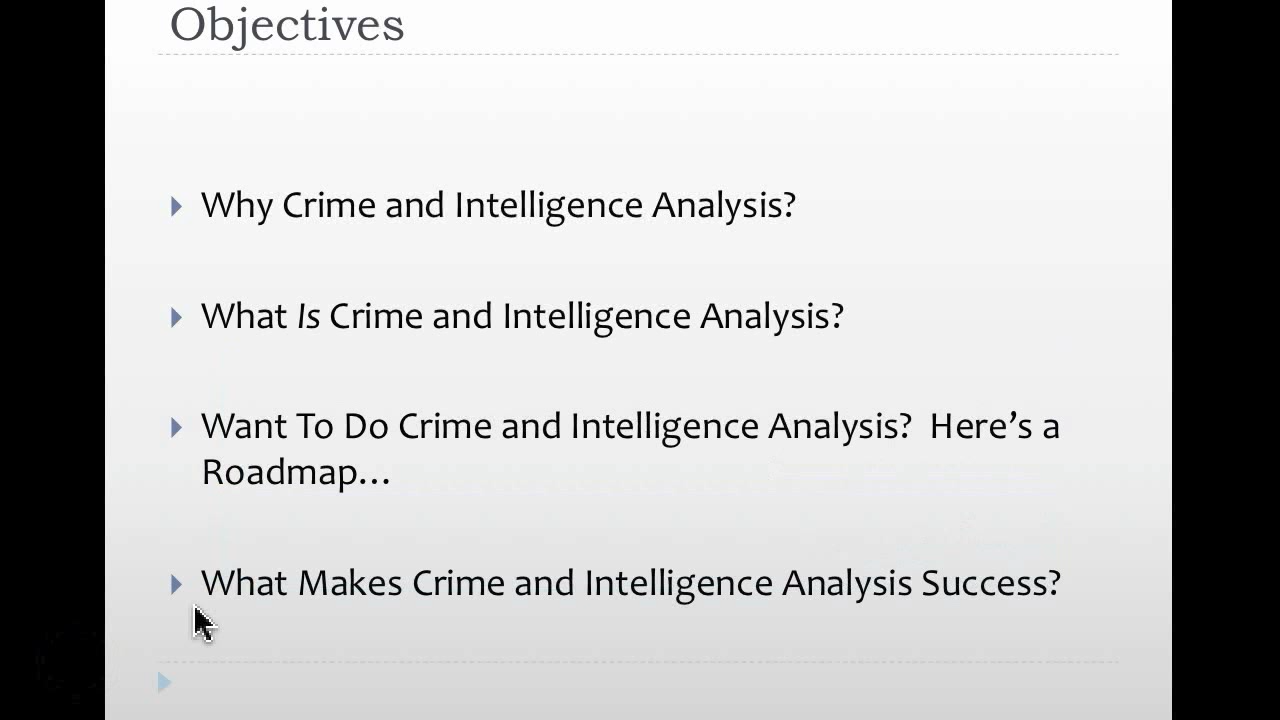 Objectives
Why Crime and Intelligence Analysis?
What Is Crime and Intelligence Analysis?
Want To Do Crime and Intelligence Analysis?  Here’s a
Roadmap…
What Makes Crime and Intelligence Analysis Success?